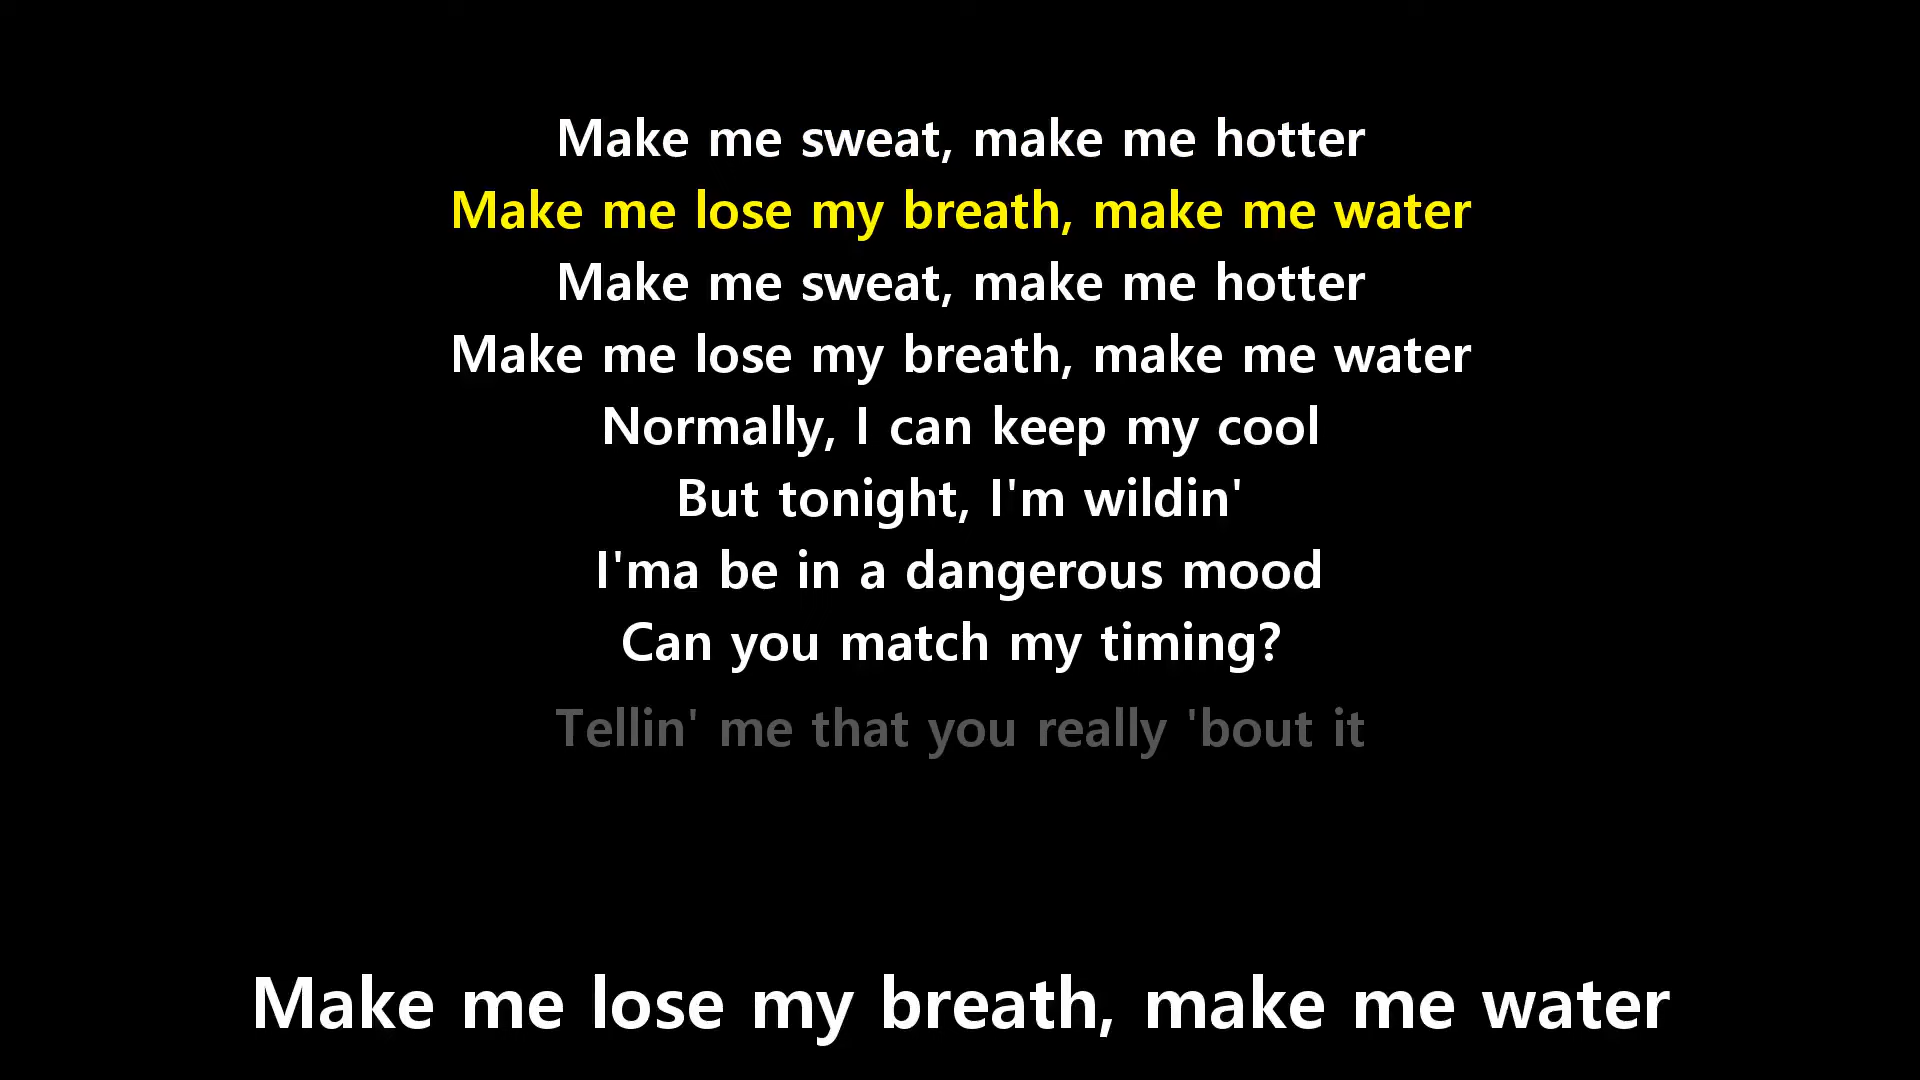 Make me sweat, make me hotter
Make me lose my breath, make me water
Make me sweat, make me hotter
Make me lose my breath, make me water
Normally, I can keep my cool
But tonight, I'm wildin'
I'ma be in a dangerous mood
Can you match my timing?
Tellin' me that you really 'bout it
Make me lose my breath, make me water